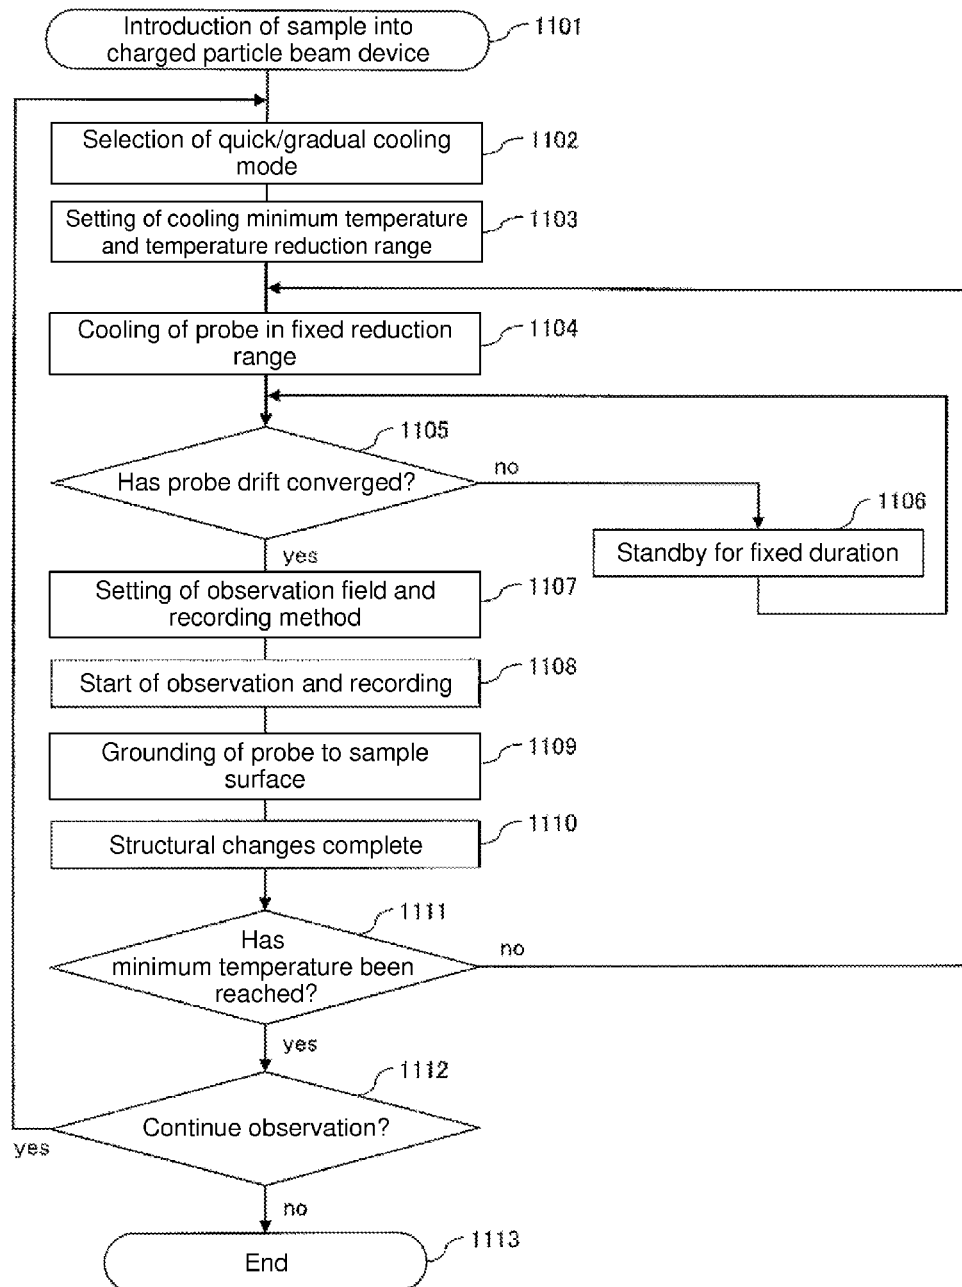 Introduction of sample into
charged particle beam device
1101
Selection of quick/gradual cooling
mode
1102
Setting of cooling minimum temperature
and temperature reduction range
1103
Cooling of probe in fixed reduction
range
1104
1105
Has probe drift converged?
no
yes
1106
Standby for fixed duration
Setting of observation field and
recording method
1107
Start of observation and recording
1108
Grounding of probe to sample
surface
1109
Structural changes complete
1110
1111
Has
minimum temperature been
reached?
no
yes
1112
Continue observation?
yes
no
End
1113